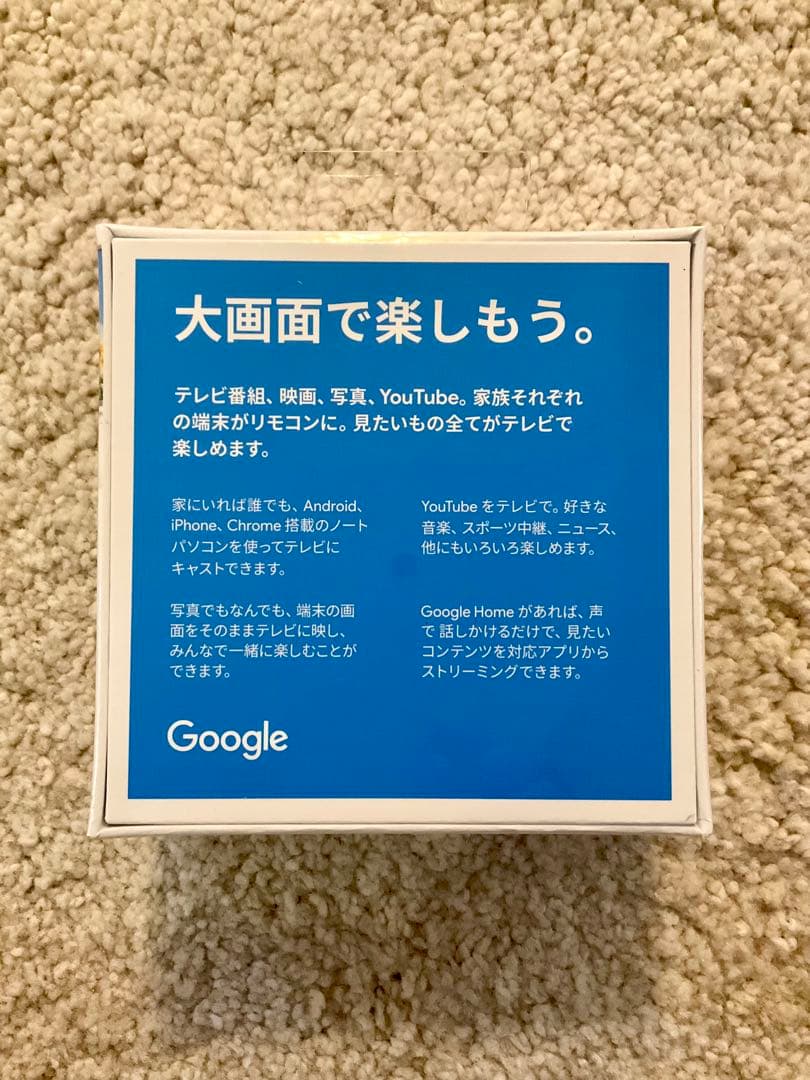 大画面で楽しもう。
テレビ番組、映画、写真、YouTube。家族それぞれ
の端末がリモコンに。見たいもの全てがテレビで
楽しめます。
家にいれば誰でも、Android、
iPhone、Chrome 搭載のノート
パソコンを使ってテレビに
キャストできます。
写真でもなんでも、端末の画
面をそのままテレビに映し、
みんなで一緒に楽しむことが
できます。
YouTube をテレビで。好きな
音楽、スポーツ中継、ニュース、
他にもいろいろ楽しめます。
Google Home があれば、声
で 話しかけるだけで、見たい
コンテンツを対応アプリから
ストリーミングできます。
Google